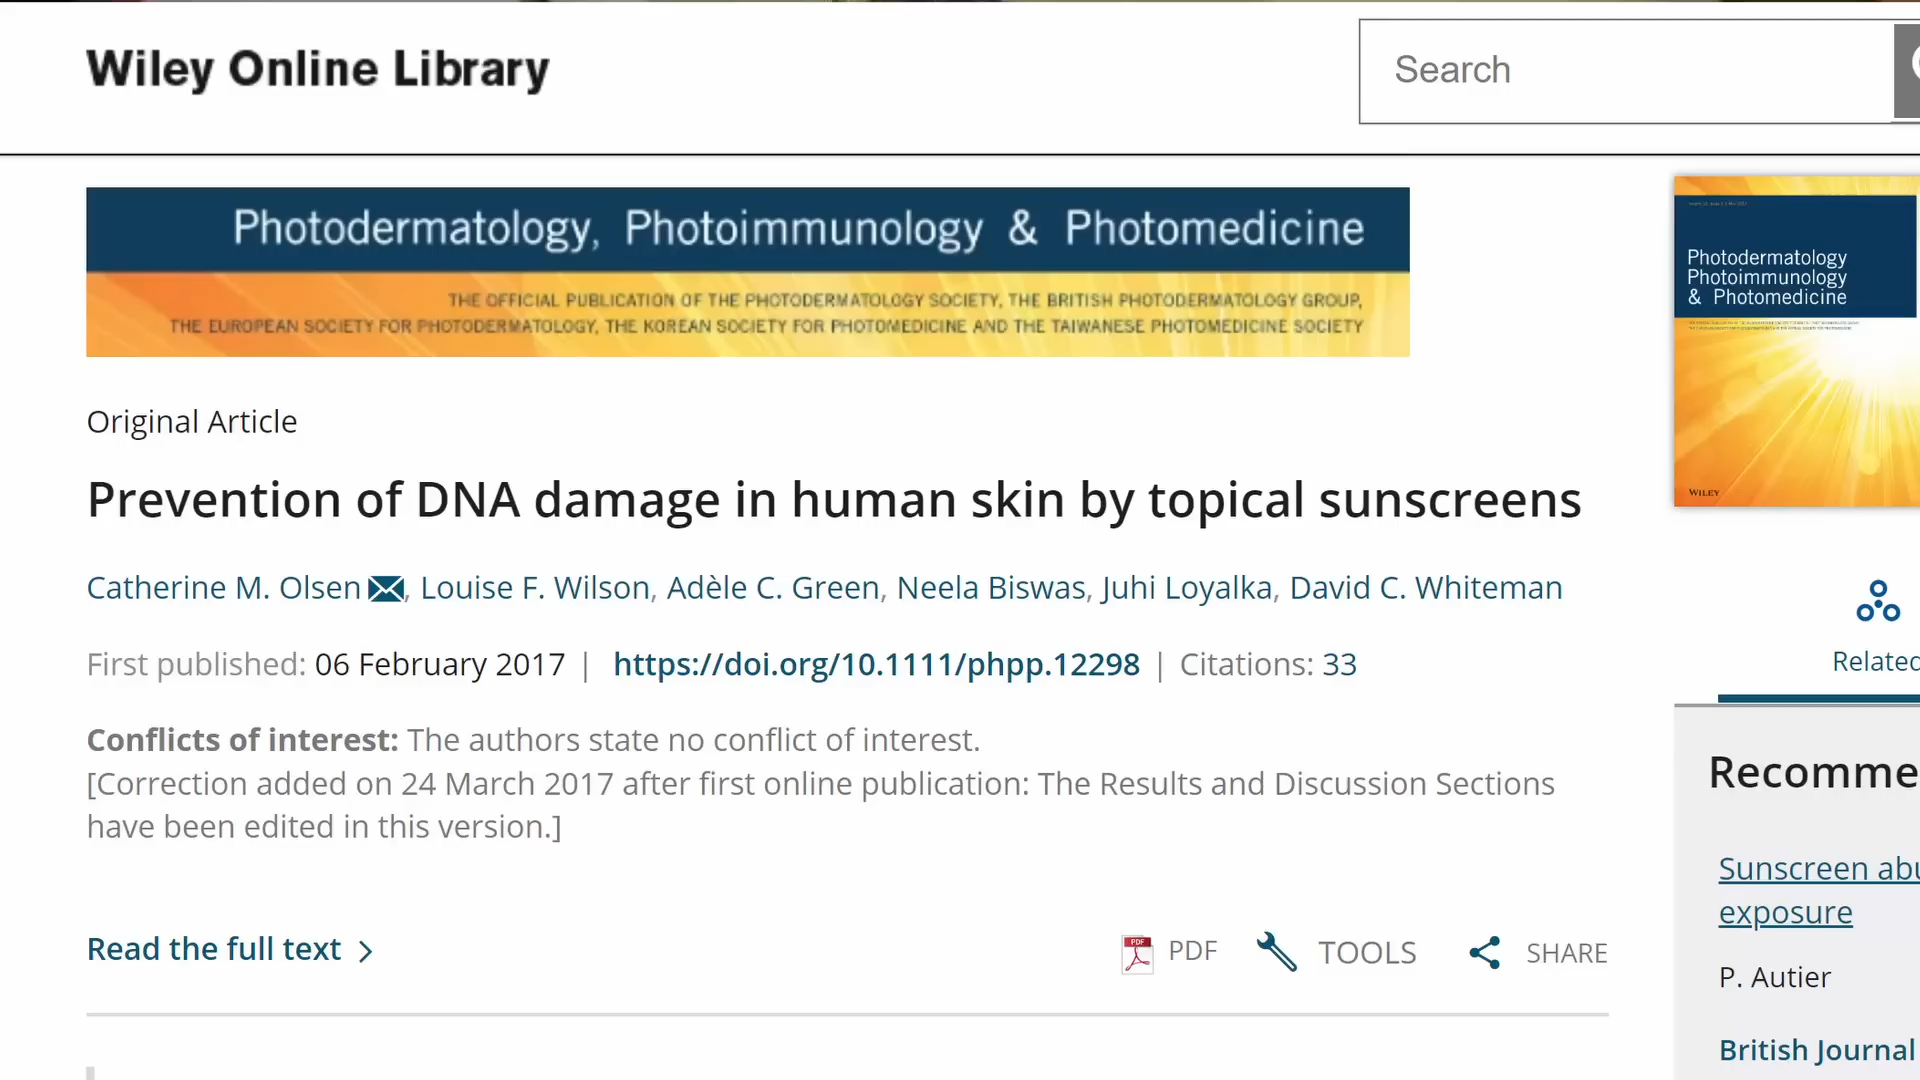 Wiley Online Library
Search
Photodermatology, Photoimmunology & Photomedicine
THE OFFICIAL PUBLICATION OF THE PHOTODERMATOLOGY SOCIETY, THE BRITISH PHOTODERMATOLOGY GROUP,
THE EUROPEAN SOCIETY FOR PHOTODERMATOLOGY, THE KOREAN SOCIETY FOR PHOTOMEDICINE AND THE TAIWANESE PHOTOMEDICINE SOCIETY
Original Article
Prevention of DNA damage in human skin by topical sunscreens
Catherine M. Olsen, Louise F. Wilson, Adèle C. Green, Neela Biswas, Juhi Loyalka, David C. Whiteman
First published: 06 February 2017 | https://doi.org/10.1111/phpp.12298 | Citations: 33
Conflicts of interest: The authors state no conflict of interest.
[Correction added on 24 March 2017 after first online publication: The Results and Discussion Sections
have been edited in this version.]
Read the full text
PDF
PDF TOOLS SHARE
Photodermatology
Photoimmunology
& Photomedicine
WILEY
Related
Recomme
Sunscreen abu
exposure
P. Autier
British Journal